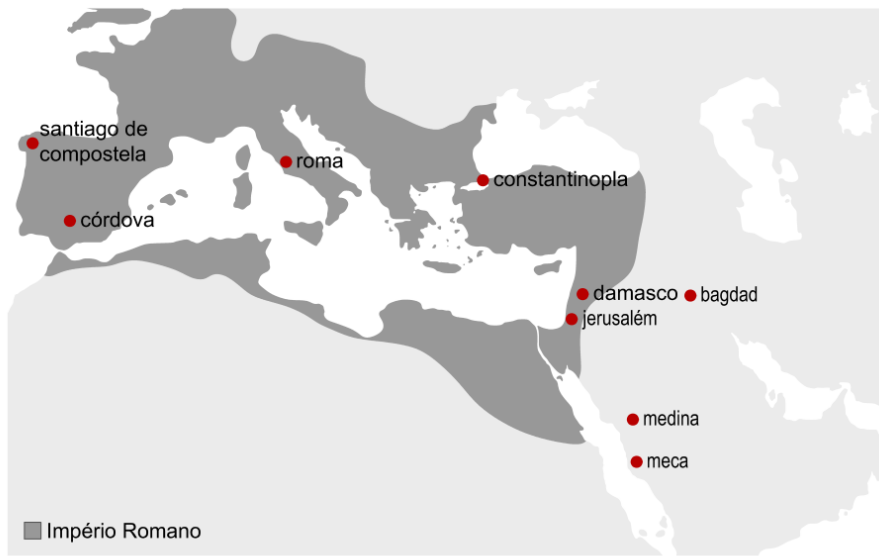 santiago de
compostela
roma
constantinopla
córdova
damasco
bagdad
jerusalém
medina
meca
Império Romano